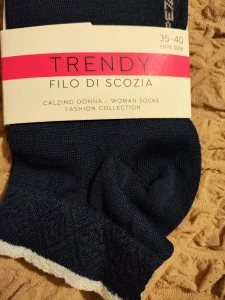 35-40
ONE SIZE
TRENDY
FILO DI SCOZIA
CALZINO DONNA - WOMAN SOCKS
FASHION COLLECTION